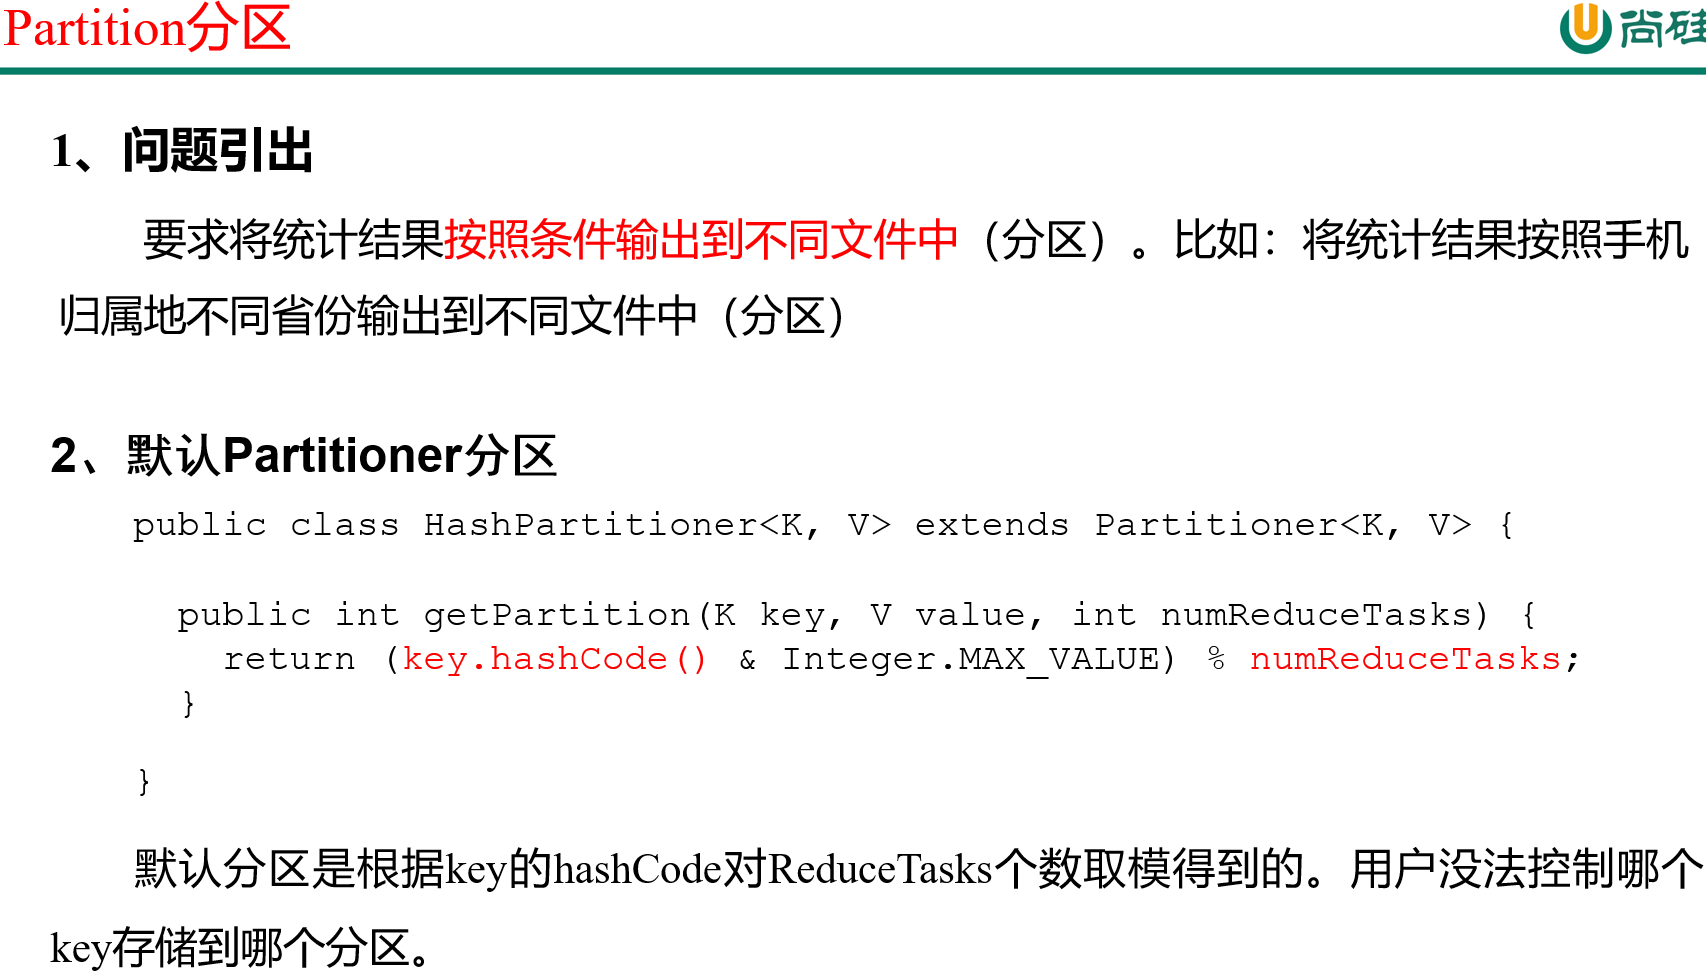 Partition分区
尚硅
1、问题引出
要求将统计结果按照条件输出到不同文件中（分区）。比如：将统计结果按照手机
归属地不同省份输出到不同文件中（分区）
2、默认Partitioner分区
public class HashPartitioner<K, V> extends Partitioner<K, V> {
public int getPartition(K key, V value, int numReduceTasks) {
return (key.hashCode() & Integer.MAX_VALUE) % numReduceTasks;
}
}
默认分区是根据key的hashCode对ReduceTasks个数取模得到的。用户没法控制哪个
key存储到哪个分区。